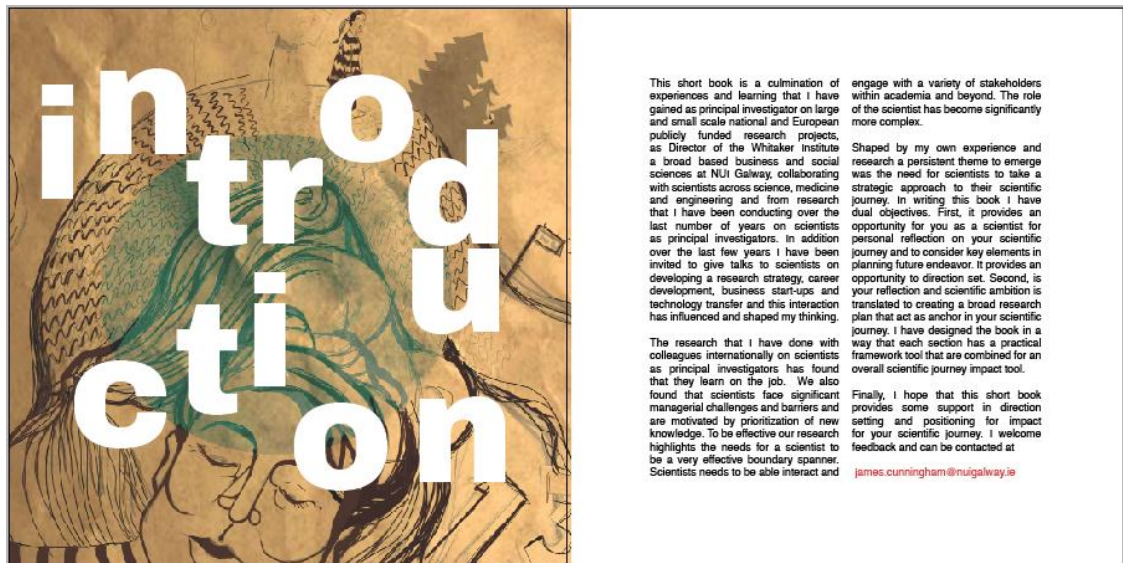 introduction
This short book is a culmination of
experiences and learning that I have
gained as principal investigator on large
and small scale national and European
publicly funded research projects,
as Director of the Whitaker Institute
a broad based business and social
sciences at NUI Galway, collaborating
with scientists across science, medicine
and engineering and from research
that I have been conducting over the
last number of years on scientists
as principal investigators. In addition
over the last few years I have been
invited to give talks to scientists on
developing a research strategy, career
development, business start-ups and
technology transfer and this interaction
has influenced and shaped my thinking.
The research that I have done with
colleagues internationally on scientists
as principal investigators has found
that they learn on the job. We also
found that scientists face significant
managerial challenges and barriers and
are motivated by prioritization of new
knowledge. To be effective our research
highlights the needs for a scientist to
be a very effective boundary spanner.
Scientists needs to be able interact and
engage with a variety of stakeholders
within academia and beyond. The role
of the scientist has become significantly
more complex.
Shaped by my own experience and
research a persistent theme to emerge
was the need for scientists to take a
strategic approach to their scientific
journey. In writing this book I have
dual objectives. First, it provides an
opportunity for you as a scientist for
personal reflection on your scientific
journey and to consider key elements in
planning future endeavor. It provides an
opportunity to direction set. Second, is
your reflection and scientific ambition is
translated to creating a broad research
plan that act as anchor in your scientific
journey. I have designed the book in a
way that each section has a practical
framework tool that are combined for an
overall scientific journey impact tool.
Finally, I hope that this short book
provides some support in direction
setting and positioning for impact
for your scientific journey. I welcome
feedback and can be contacted at
james.cunningham@nuigalway.ie